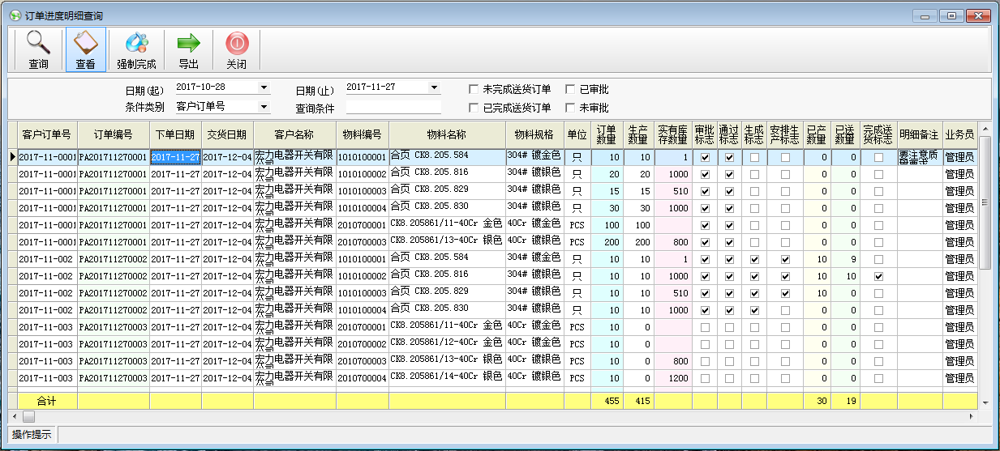 订单进度明细查询
查询 查看 强制完成 导出 关闭
日期(起) 2017-10-28 日期(止) 2017-11-27 未完成送货订单 已审批
条件类别 客户订单号 查询条件 已完成送货订单 未审批
客户订单号 订单编号 下单日期 交货日期 客户名称 物料编号 物料名称 物料规格 单位 订单数量 生产数量 实有库存数量 审批标志 通过标志 生成标志 安排生产标志 已产数量 已送数量 完成送货标志 明细备注 业务员
2017-11-0001 PA201711270001 2017-11-27 2017-12-04 宏力电器开关有限 1010100001 合页 CK8.205.584 304# 镀金色 只 10 10 1 0 0 要注意质 管理员
2017-11-0001 PA201711270001 2017-11-27 2017-12-04 宏力电器开关有限 1010100002 合页 CK8.205.816 304# 镀银色 只 20 20 1000 0 0 管理员
2017-11-0001 PA201711270001 2017-11-27 2017-12-04 宏力电器开关有限 1010100003 合页 CK8.205.829 304# 镀银色 只 15 15 510 0 0 管理员
2017-11-0001 PA201711270001 2017-11-27 2017-12-04 宏力电器开关有限 1010100004 合页 CK8.205.830 304# 镀银色 只 30 30 1000 0 0 管理员
2017-11-0001 PA201711270001 2017-11-27 2017-12-04 宏力电器开关有限 2010700001 CK8.205861/11-40Cr 金色 40Cr 镀金色 PCS 100 100 0 0 管理员
2017-11-0001 PA201711270001 2017-11-27 2017-12-04 宏力电器开关有限 2010700003 CK8.205861/13-40Cr 银色 40Cr 镀银色 PCS 200 200 800 0 0 管理员
2017-11-002 PA201711270002 2017-11-27 2017-12-04 宏力电器开关有限 1010100001 合页 CK8.205.584 304# 镀金色 只 10 10 1 10 9 管理员
2017-11-002 PA201711270002 2017-11-27 2017-12-04 宏力电器开关有限 1010100002 合页 CK8.205.816 304# 镀银色 只 10 10 1000 10 10 管理员
2017-11-002 PA201711270002 2017-11-27 2017-12-04 宏力电器开关有限 1010100003 合页 CK8.205.829 304# 镀银色 只 10 10 510 10 0 管理员
2017-11-002 PA201711270002 2017-11-27 2017-12-04 宏力电器开关有限 1010100004 合页 CK8.205.830 304# 镀银色 只 10 10 1000 0 0 管理员
2017-11-003 PA201711270003 2017-11-27 2017-12-04 宏力电器开关有限 2010700001 CK8.205861/11-40Cr 金色 40Cr 镀金色 PCS 10 0 0 0 管理员
2017-11-003 PA201711270003 2017-11-27 2017-12-04 宏力电器开关有限 2010700002 CK8.205861/12-40Cr 金色 40Cr 镀金色 PCS 10 0 0 0 管理员
2017-11-003 PA201711270003 2017-11-27 2017-12-04 宏力电器开关有限 2010700003 CK8.205861/13-40Cr 银色 40Cr 镀银色 PCS 10 0 800 0 0 管理员
2017-11-003 PA201711270003 2017-11-27 2017-12-04 宏力电器开关有限 2010700004 CK8.205861/14-40Cr 银色 40Cr 镀银色 PCS 10 0 1200 0 0 管理员
合计 455 415 30 19
操作提示